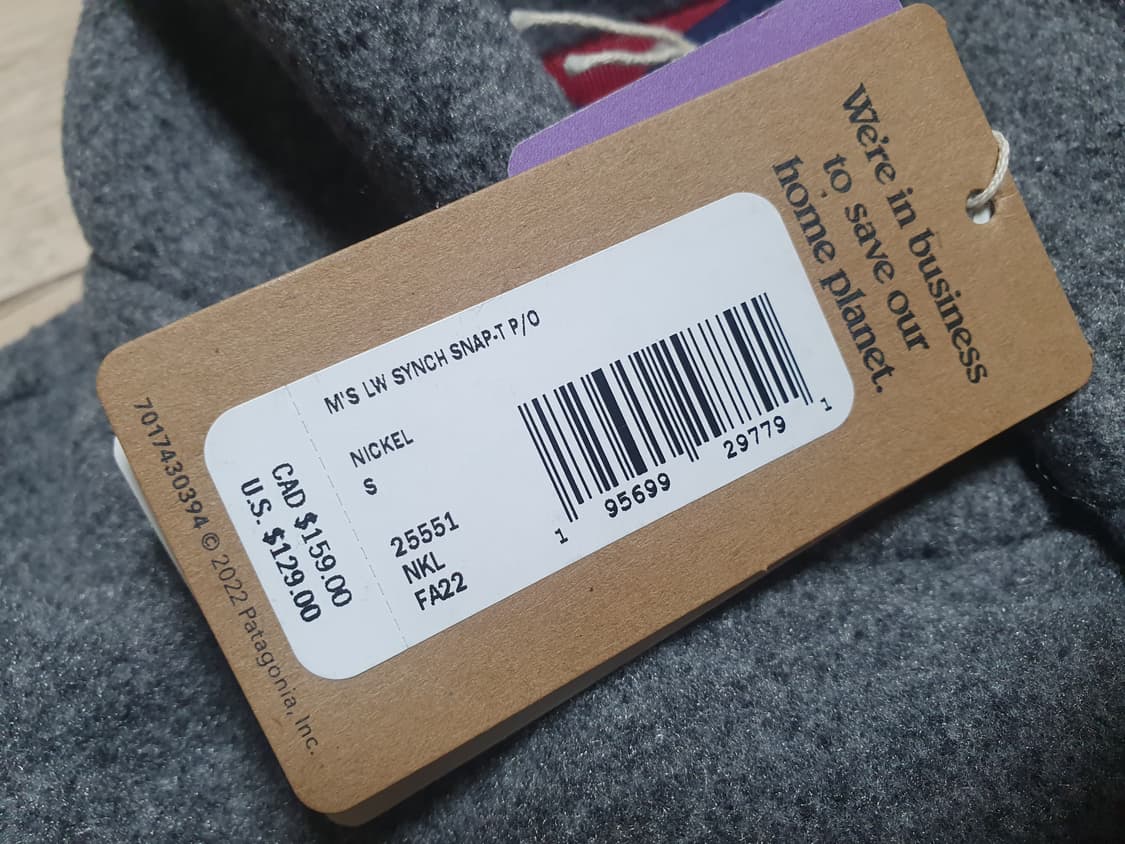 We're in business
to save our
home planet.
M'S LW SYNCH SNAP-T P/O
NICKEL
S
25551
NKL
FA22
1 95699 29779 1
CAD $159.00
U.S. $129.00
7017430394 © 2022 Patagonia, Inc.